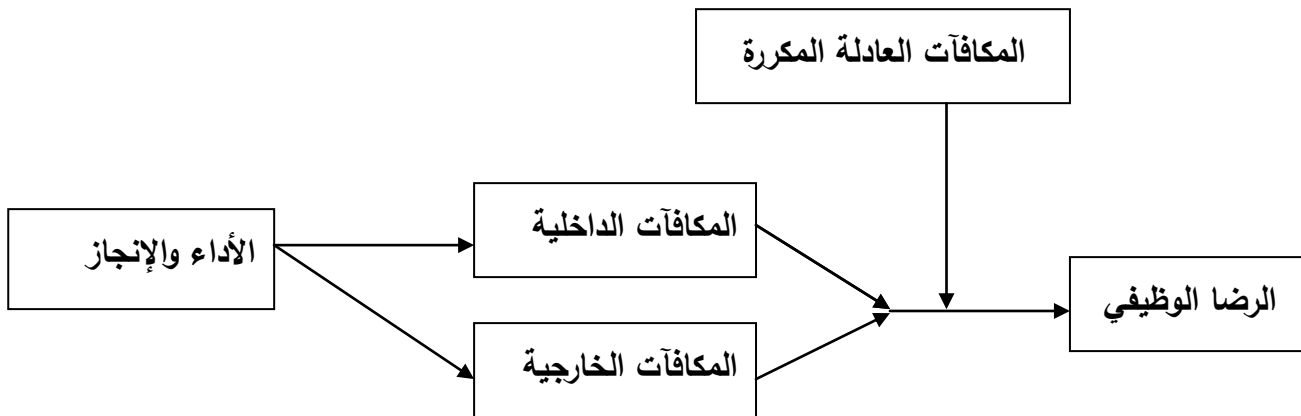 المكافآت العادلة المكررة
المكافآت الداخلية
الأداء والإنجاز
الرضا الوظيفي
المكافآت الخارجية